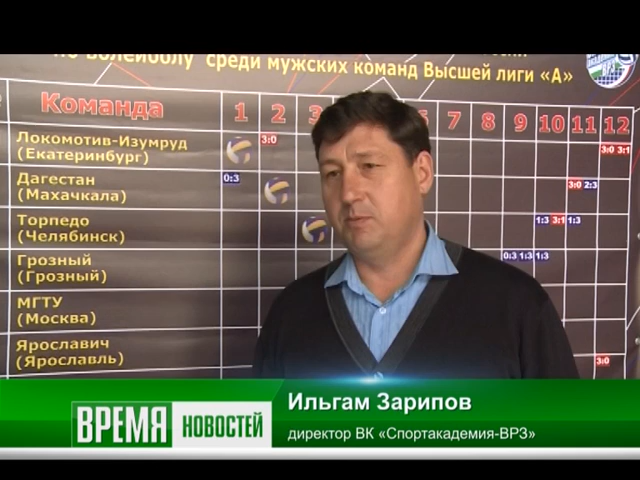 по волейболу среди мужских команд Высшей лиги «А»
Команда 1 2 3 7 8 9 10 11 12
Локомотив-Изумруд
(Екатеринбург) 3:0 3:0 3:1
Дагестан
(Махачкала) 0:3 3:0 2:3
Торпедо
(Челябинск) 1:3 3:1 1:3
Грозный
(Грозный) 0:3 1:3 1:3
МГТУ
(Москва)
Ярославич
(Ярославль) 3:0
ВРЗ
ВРЕМЯ НОВОСТЕЙ
Ильгам Зарипов
директор ВК «Спортакадемия-ВРЗ»